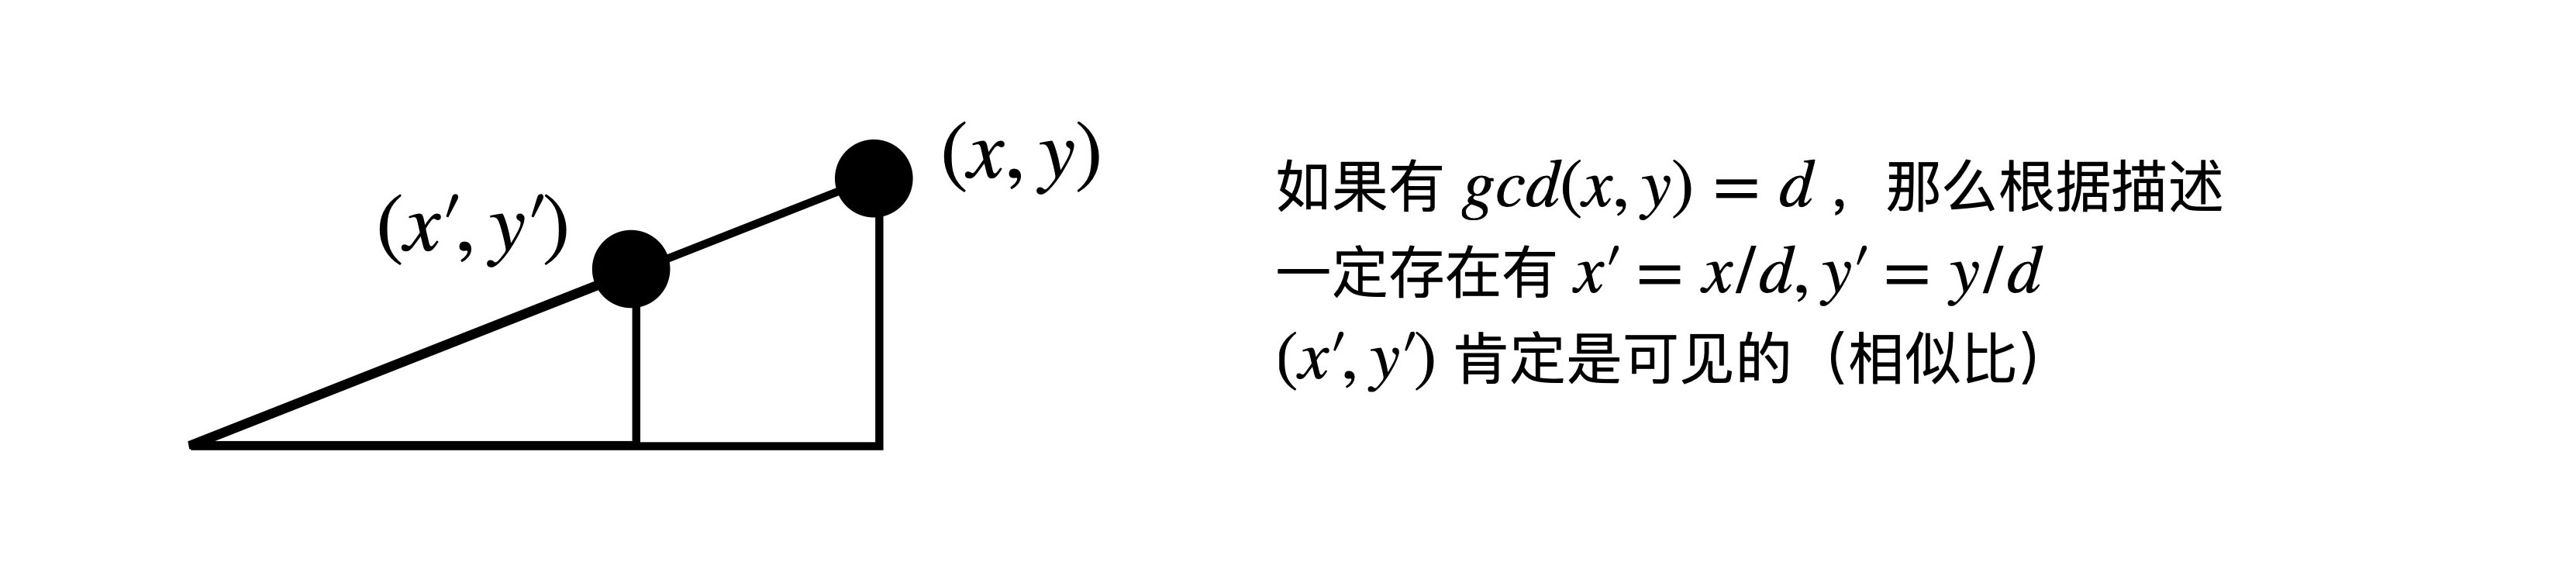 (x, y)
(x′, y′)
如果有 gcd(x, y) = d ，那么根据描述
一定存在有 x′ = x/d, y′ = y/d
(x′, y′) 肯定是可见的（相似比）